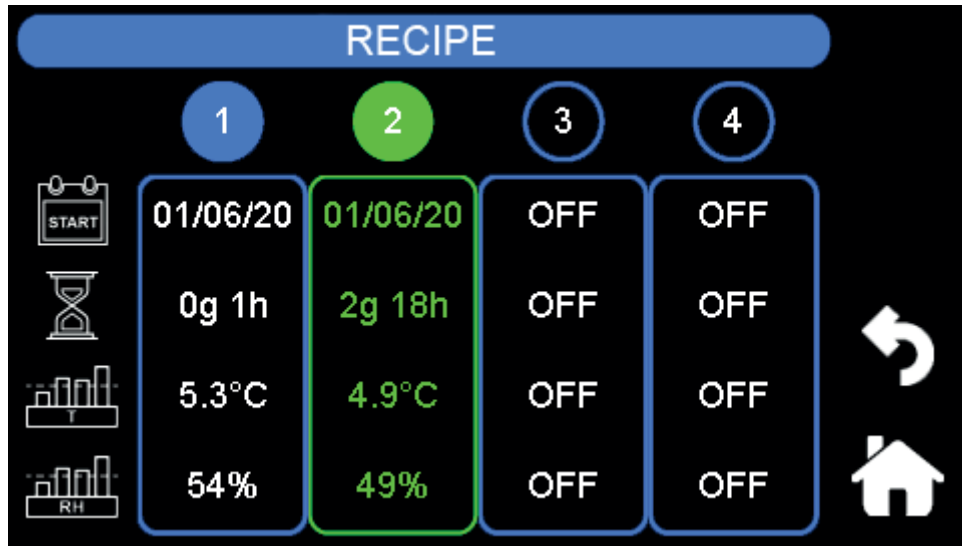 RECIPE
1 2 3 4
START 01/06/20 01/06/20 OFF OFF
0g 1h 2g 18h OFF OFF
T 5.3°C 4.9°C OFF OFF
RH 54% 49% OFF OFF